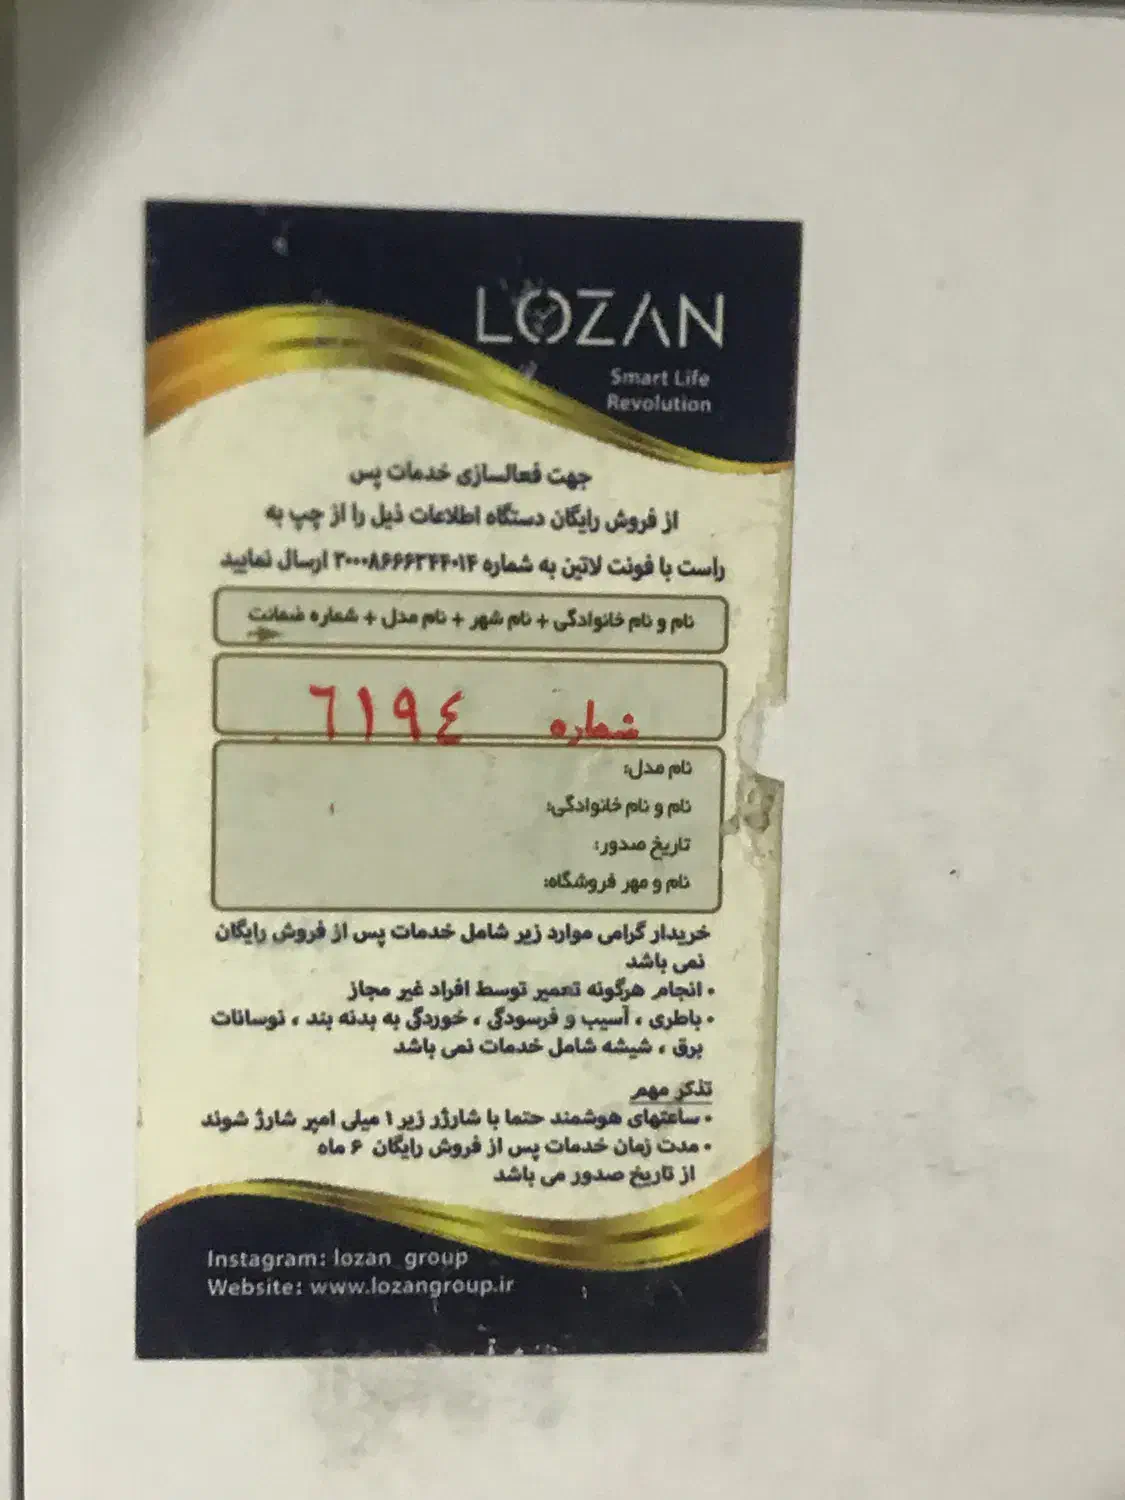 LOZAN
Smart Life
Revolution
جهت فعالسازی خدمات پس
از فروش رایگان دستگاه اطلاعات ذیل را از چپ به
راست با فونت لاتین به شماره ۳۰۰۰۸۶۶۶۳۴۴۰۱۴ ارسال نمایید
نام و نام خانوادگی + نام شهر + نام مدل + شماره ضمانت
شماره ٦١٩٤
نام مدل:
نام و نام خانوادگی:
تاریخ صدور:
نام و مهر فروشگاه:
خریدار گرامی موارد زیر شامل خدمات پس از فروش رایگان
نمی باشد
• انجام هرگونه تعمیر توسط افراد غیر مجاز
• باطری ، آسیب و فرسودگی ، خوردگی به بدنه بند ، نوسانات
برق ، شیشه شامل خدمات نمی باشد
تذکر مهم
• ساعتهای هوشمند حتما با شارژر زیر ۱ میلی امپر شارژ شوند
• مدت زمان خدمات پس از فروش رایگان ۶ ماه
از تاریخ صدور می باشد
Instagram: lozan_group
Website: www.lozangroup.ir